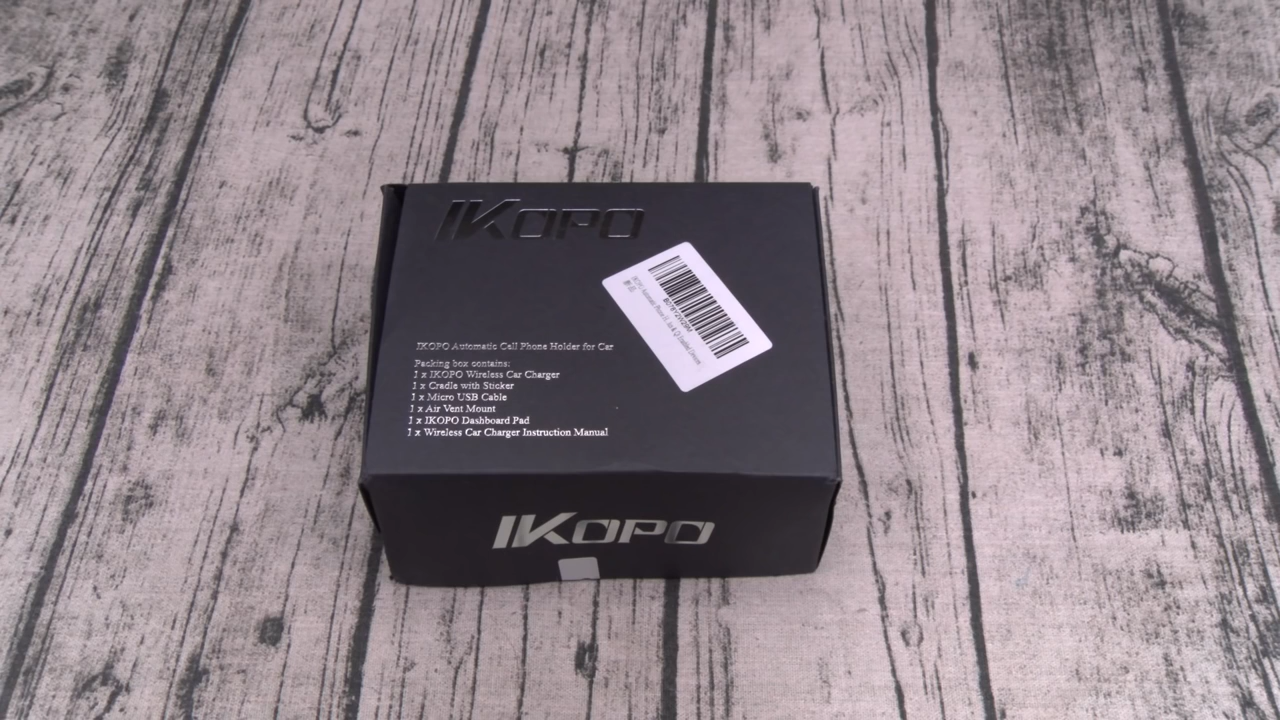 IKOPO
IKOPO Automatic Cell Phone Holder for Car
Packing box contains:
1 x IKOPO Wireless Car Charger
1 x Cradle with Sticker
1 x Micro USB Cable
1 x Air Vent Mount
1 x IKOPO Dashboard Pad
1 x Wireless Car Charger Instruction Manual
IKOPO